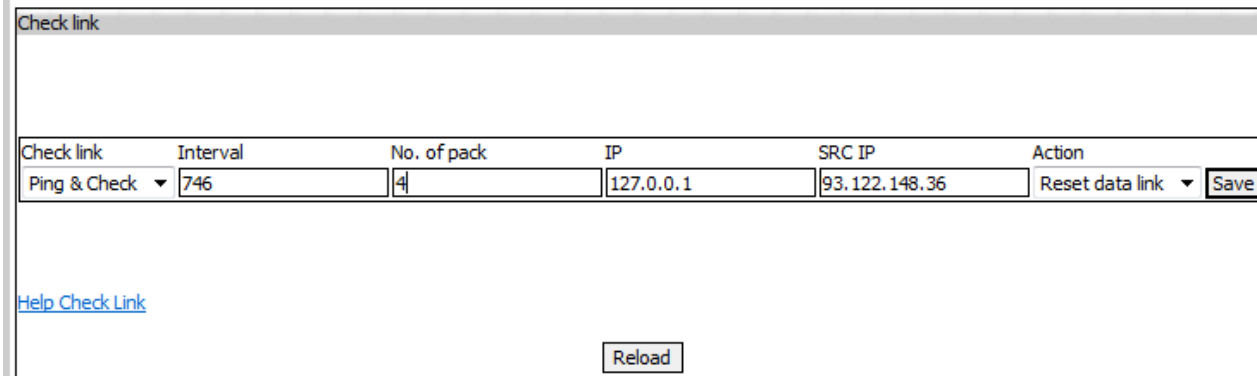 Check link
Check link Interval No. of pack IP SRC IP Action
Ping & Check 746 4 127.0.0.1 93.122.148.36 Reset data link Save
Help Check Link
Reload